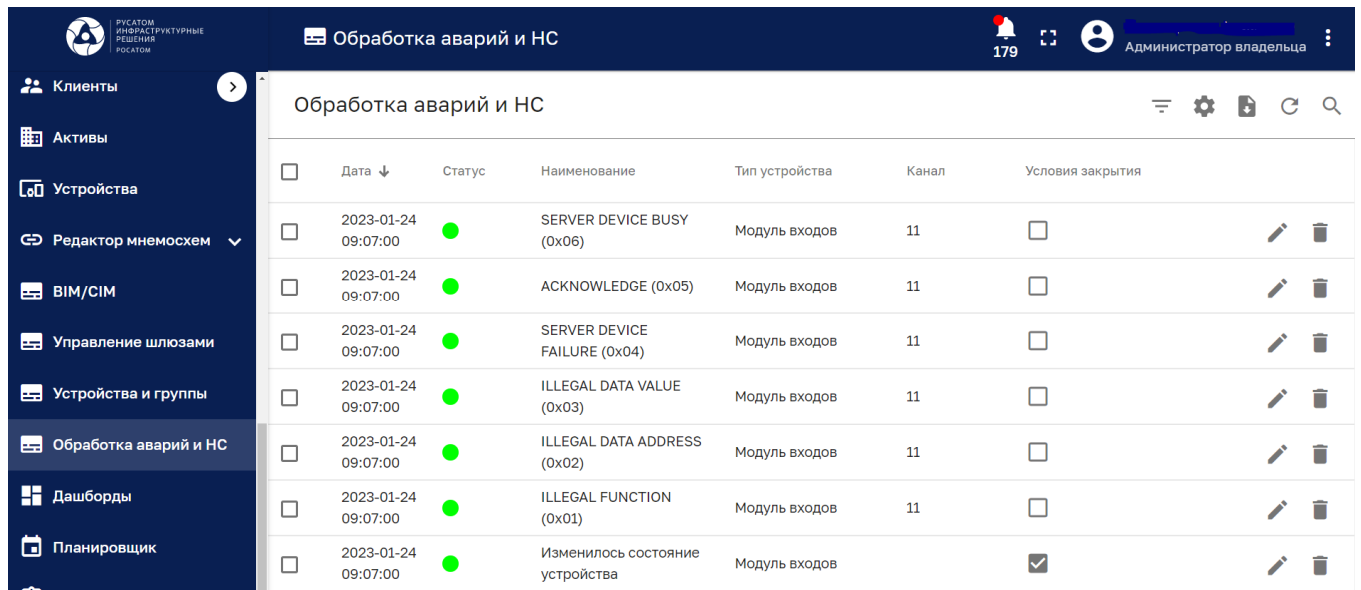 РУСАТОМ
ИНФРАСТРУКТУРНЫЕ
РЕШЕНИЯ
РОСАТОМ
Обработка аварий и НС
179
Администратор владельца
Клиенты
Активы
Устройства
Редактор мнемосхем
BIM/CIM
Управление шлюзами
Устройства и группы
Обработка аварий и НС
Дашборды
Планировщик
Обработка аварий и НС
Дата Статус Наименование Тип устройства Канал Условия закрытия
2023-01-24 SERVER DEVICE BUSY
09:07:00 (0x06) Модуль входов 11
2023-01-24
09:07:00 ACKNOWLEDGE (0x05) Модуль входов 11
2023-01-24 SERVER DEVICE
09:07:00 FAILURE (0x04) Модуль входов 11
2023-01-24 ILLEGAL DATA VALUE
09:07:00 (0x03) Модуль входов 11
2023-01-24 ILLEGAL DATA ADDRESS
09:07:00 (0x02) Модуль входов 11
2023-01-24 ILLEGAL FUNCTION
09:07:00 (0x01) Модуль входов 11
2023-01-24 Изменилось состояние
09:07:00 устройства Модуль входов